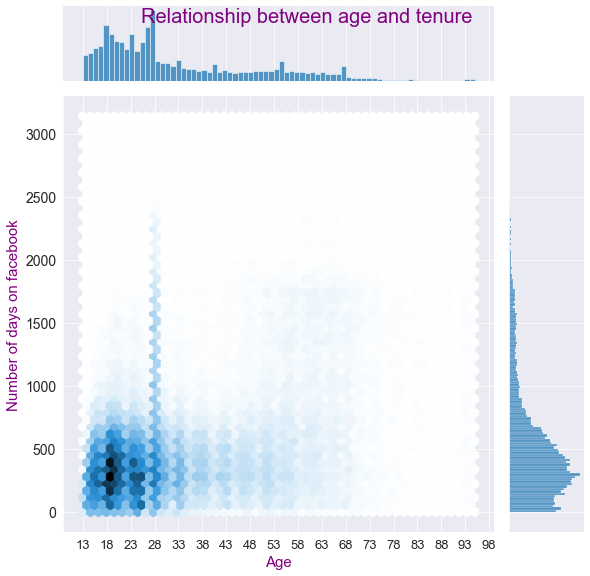 Relationship between age and tenure
3000
2500
2000
1500
1000
500
0
Number of days on facebook
13 18 23 28 33 38 43 48 53 58 63 68 73 78 83 88 93 98
Age